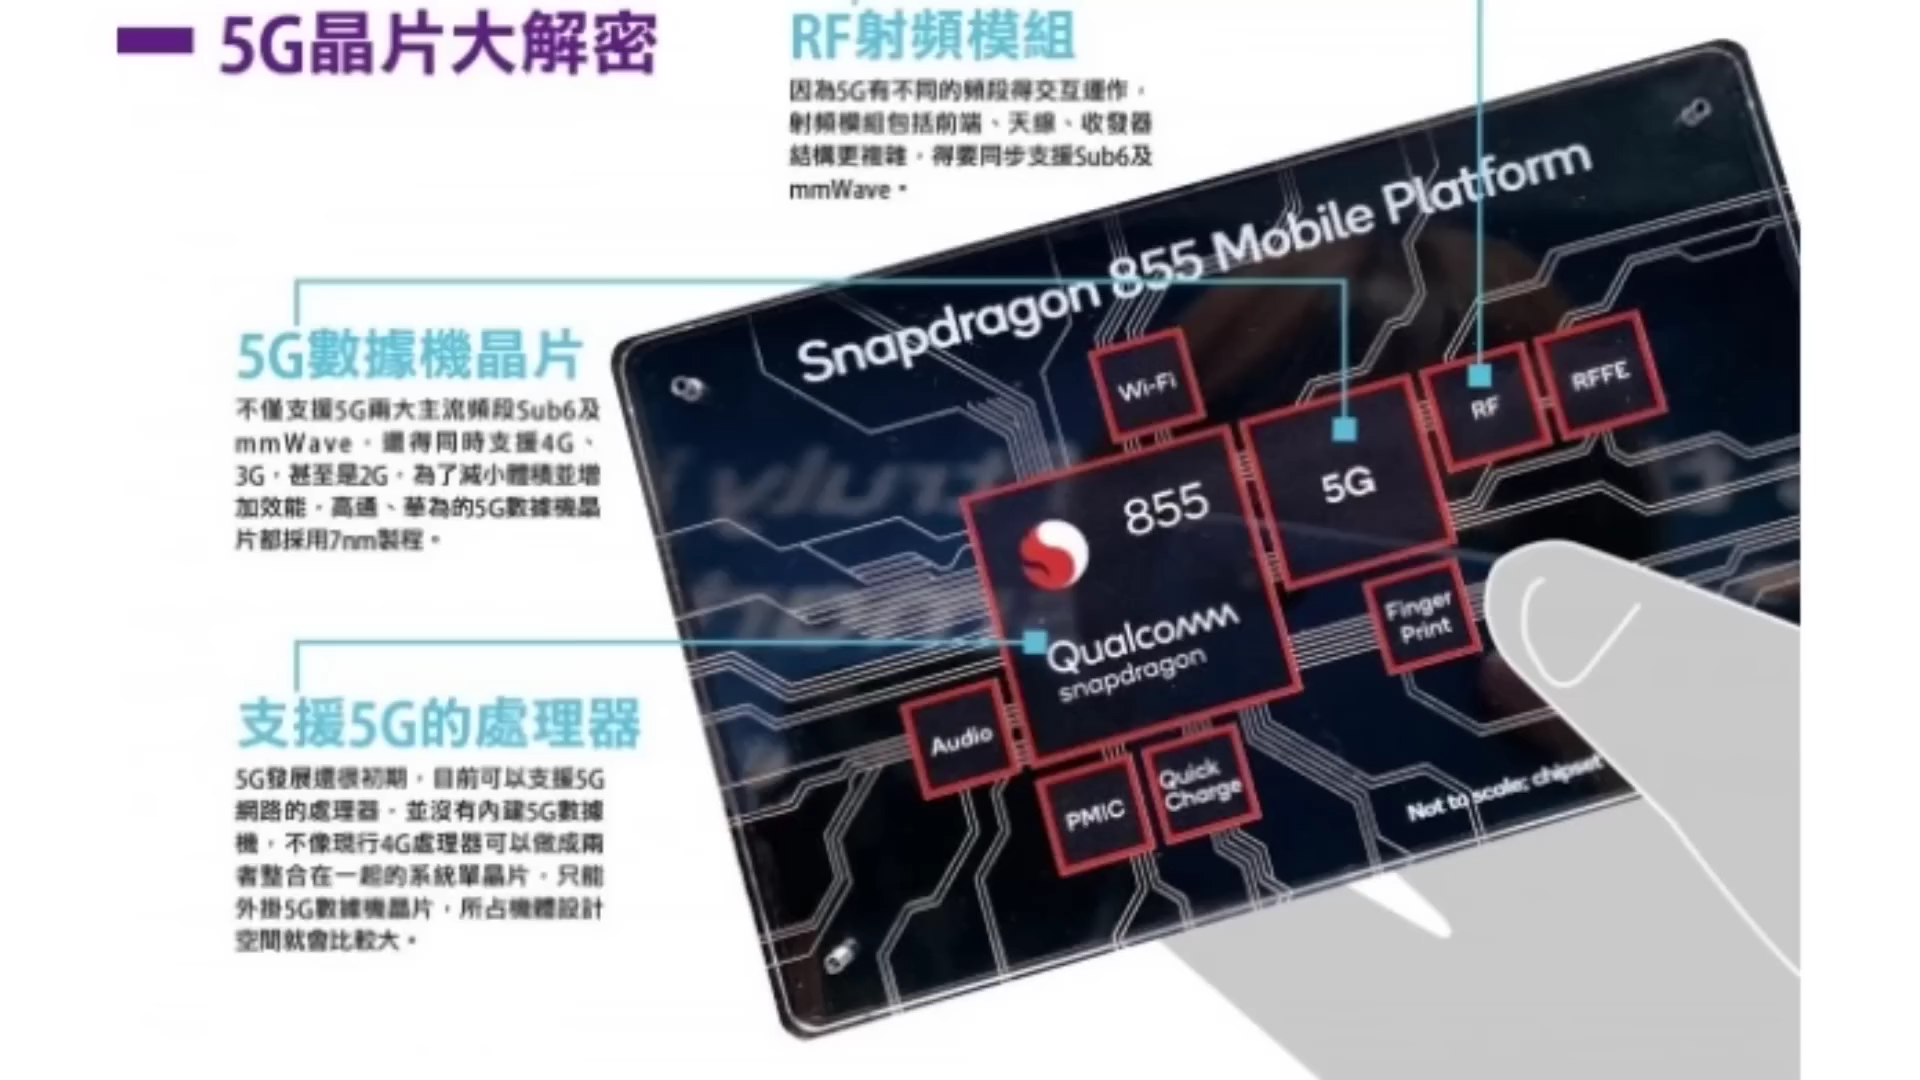 5G晶片大解密
RF射頻模組
因為5G有不同的頻段得交互運作，
射頻模組包括前端、天線、收發器
結構更複雜，得要同步支援Sub6及
mmWave。
5G數據機晶片
不僅支援5G兩大主流頻段Sub6及
mmWave，還得同時支援4G、
3G，甚至是2G，為了減小體積並增
加效能，高通、華為的5G數據機晶
片都採用7nm製程。
支援5G的處理器
5G發展還很初期，目前可以支援5G
網路的處理器，並沒有內建5G數據
機，不像現行4G處理器可以做成兩
者整合在一起的系統單晶片，只能
外掛5G數據機晶片，所占機體設計
空間就會比較大。
Snapdragon 855 Mobile Platform
Wi-Fi
RF
RFFE
5G
855
Qualcomm
snapdragon
Finger
Print
Audio
PMIC
Quick
Charge
Not to scale; chipset